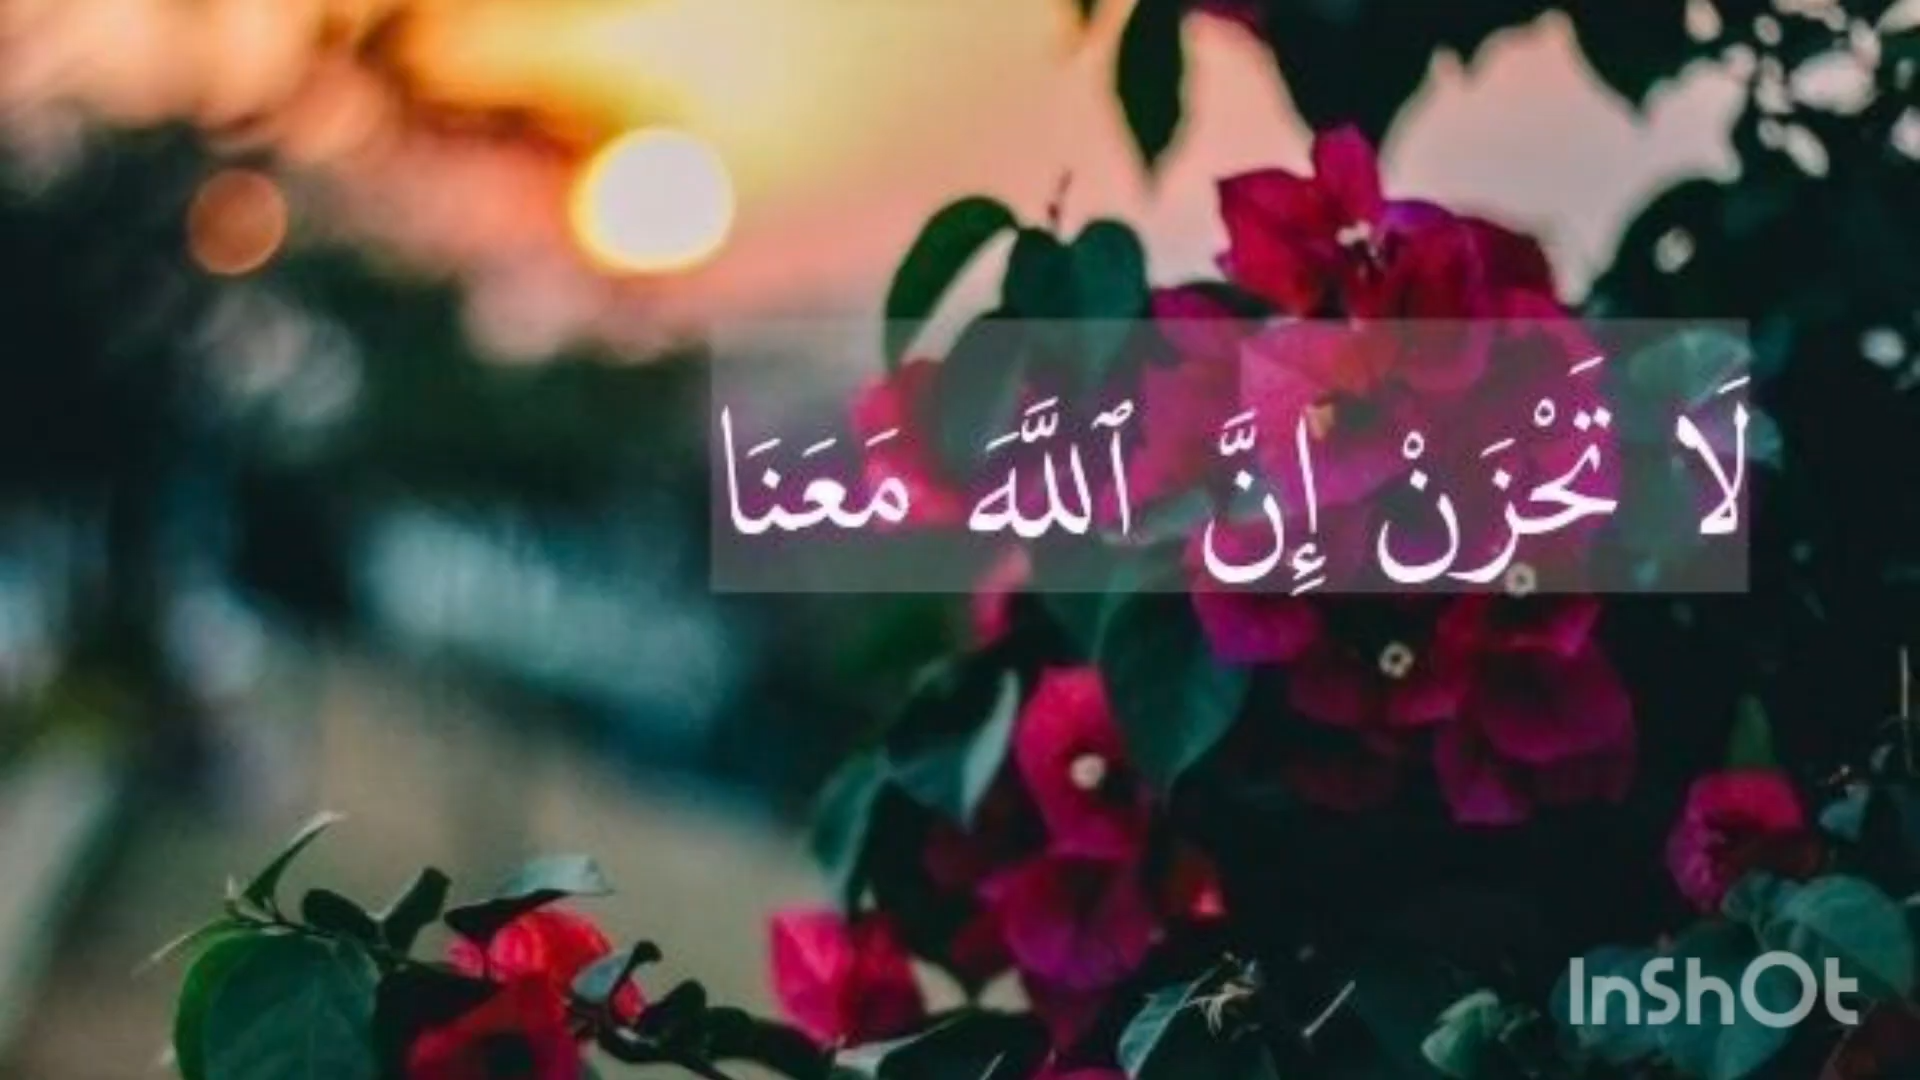 لَا تَحْزَنْ إِنَّ ٱللَّهَ مَعَنَا
InShOt